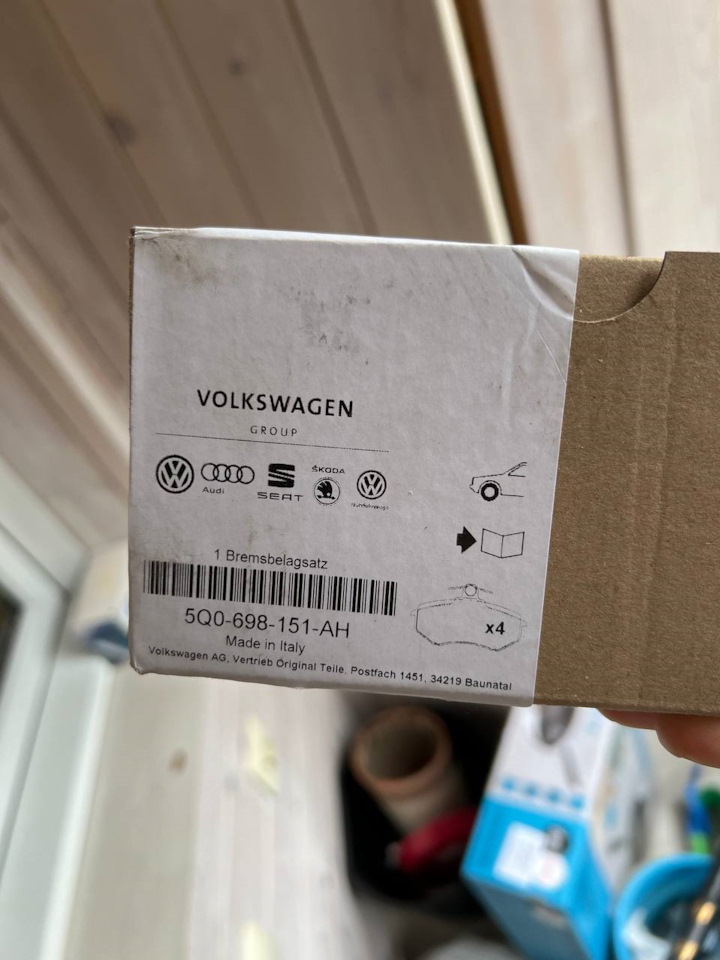 VOLKSWAGEN
GROUP
Audi
SEAT
ŠKODA
1 Bremsbelagsatz
x4
5Q0-698-151-AH
Made in Italy
Volkswagen AG, Vertrieb Original Teile, Postfach 1451, 34219 Baunatal